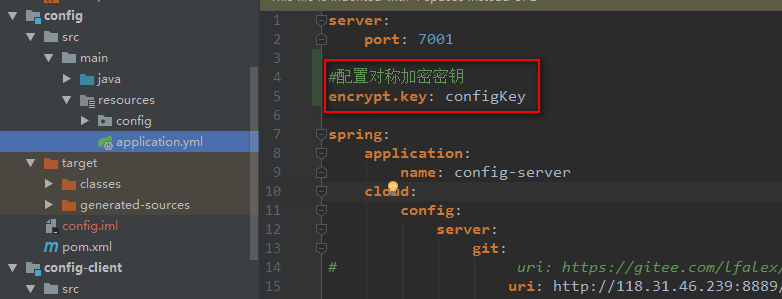 config
src
main
java
resources
config
application.yml
target
classes
generated-sources
config.iml
pom.xml
config-client
src
1 server:
2 port: 7001
3
4 #配置对称加密密钥
5 encrypt.key: configKey
6
7 spring:
8 application:
9 name: config-server
10 cloud:
11 config:
12 server:
13 git:
14 # uri: https://gitee.com/lfalex/
15 uri: http://118.31.46.239:8889/